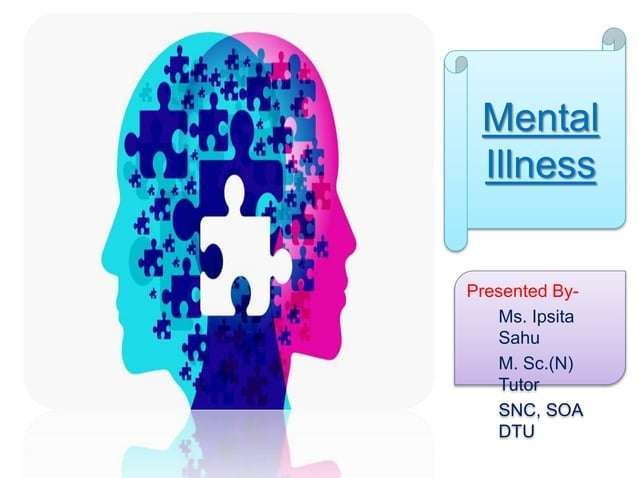 Mental
Illness
Presented By-
Ms. Ipsita
Sahu
M. Sc.(N)
Tutor
SNC, SOA
DTU